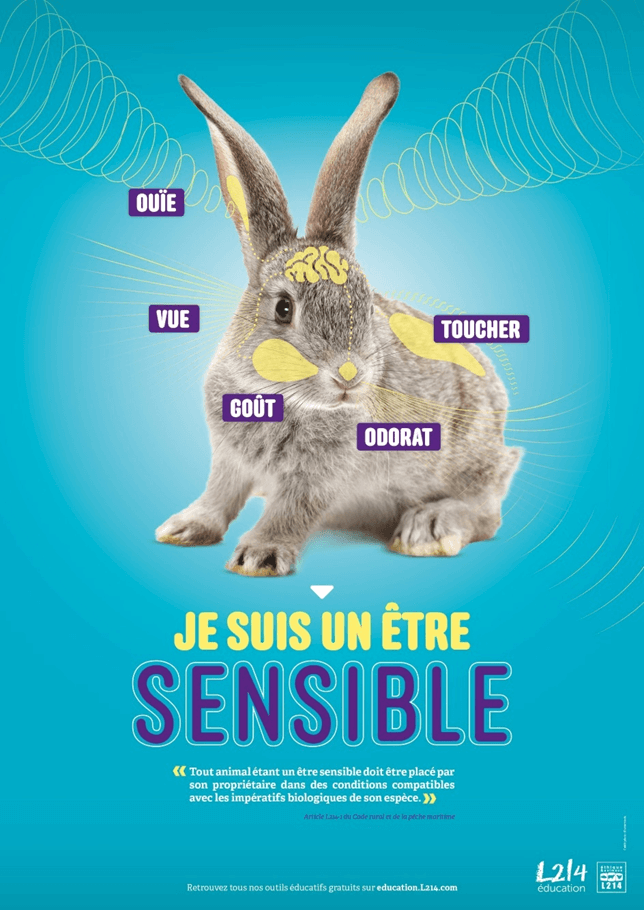 OUÏE
VUE
TOUCHER
GOÛT
ODORAT
JE SUIS UN ÊTRE
SENSIBLE
« Tout animal étant un être sensible doit être placé par
son propriétaire dans des conditions compatibles
avec les impératifs biologiques de son espèce. »
Article L214-1 du Code rural et de la pêche maritime
L214
éducation
L214
Retrouvez tous nos outils éducatifs gratuits sur education.L214.com